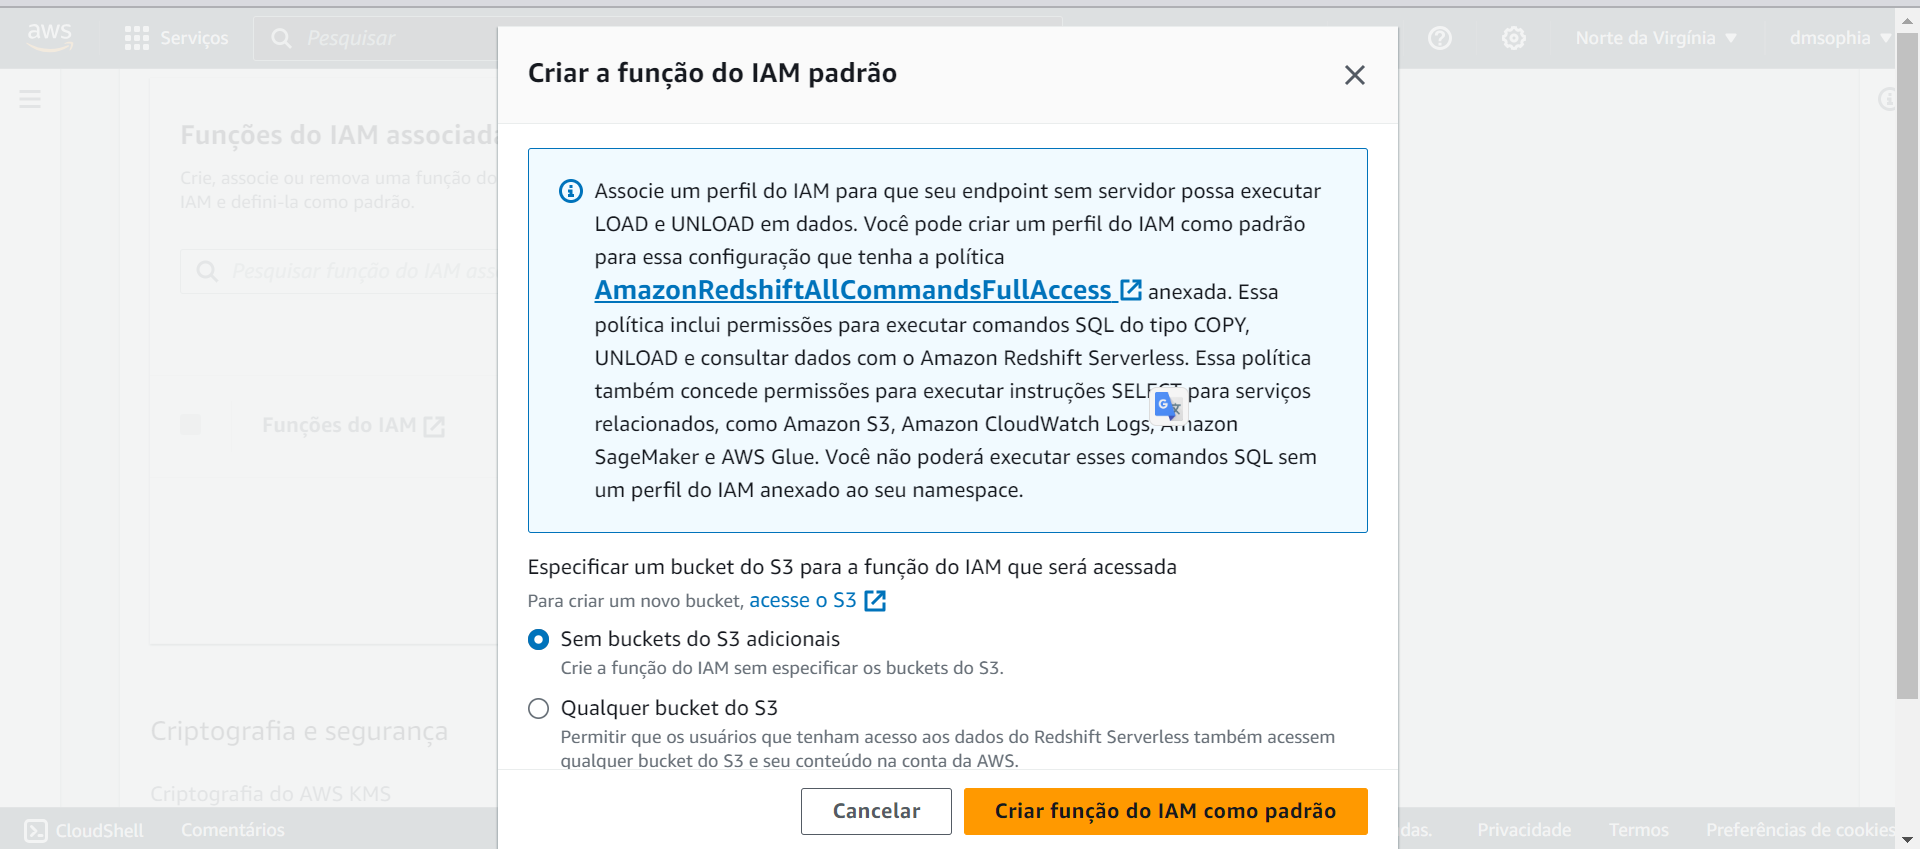 aws
Serviços
Pesquisar
Norte da Virgínia
dmsophia
Criar a função do IAM padrão
Funções do IAM associada
Crie, associe ou remova uma função do
IAM e defini-la como padrão.
Pesquisar função do IAM ass
Funções do IAM
Criptografia e segurança
Criptografia do AWS KMS
Associe um perfil do IAM para que seu endpoint sem servidor possa executar
LOAD e UNLOAD em dados. Você pode criar um perfil do IAM como padrão
para essa configuração que tenha a política
AmazonRedshiftAllCommandsFullAccess anexada. Essa
política inclui permissões para executar comandos SQL do tipo COPY,
UNLOAD e consultar dados com o Amazon Redshift Serverless. Essa política
também concede permissões para executar instruções SELECT para serviços
relacionados, como Amazon S3, Amazon CloudWatch Logs, Amazon
SageMaker e AWS Glue. Você não poderá executar esses comandos SQL sem
um perfil do IAM anexado ao seu namespace.
Especificar um bucket do S3 para a função do IAM que será acessada
Para criar um novo bucket, acesse o S3
Sem buckets do S3 adicionais
Crie a função do IAM sem especificar os buckets do S3.
Qualquer bucket do S3
Permitir que os usuários que tenham acesso aos dados do Redshift Serverless também acessem
qualquer bucket do S3 e seu conteúdo na conta da AWS.
Cancelar
Criar função do IAM como padrão
CloudShell
Comentários
das.
Privacidade
Termos
Preferências de cookies